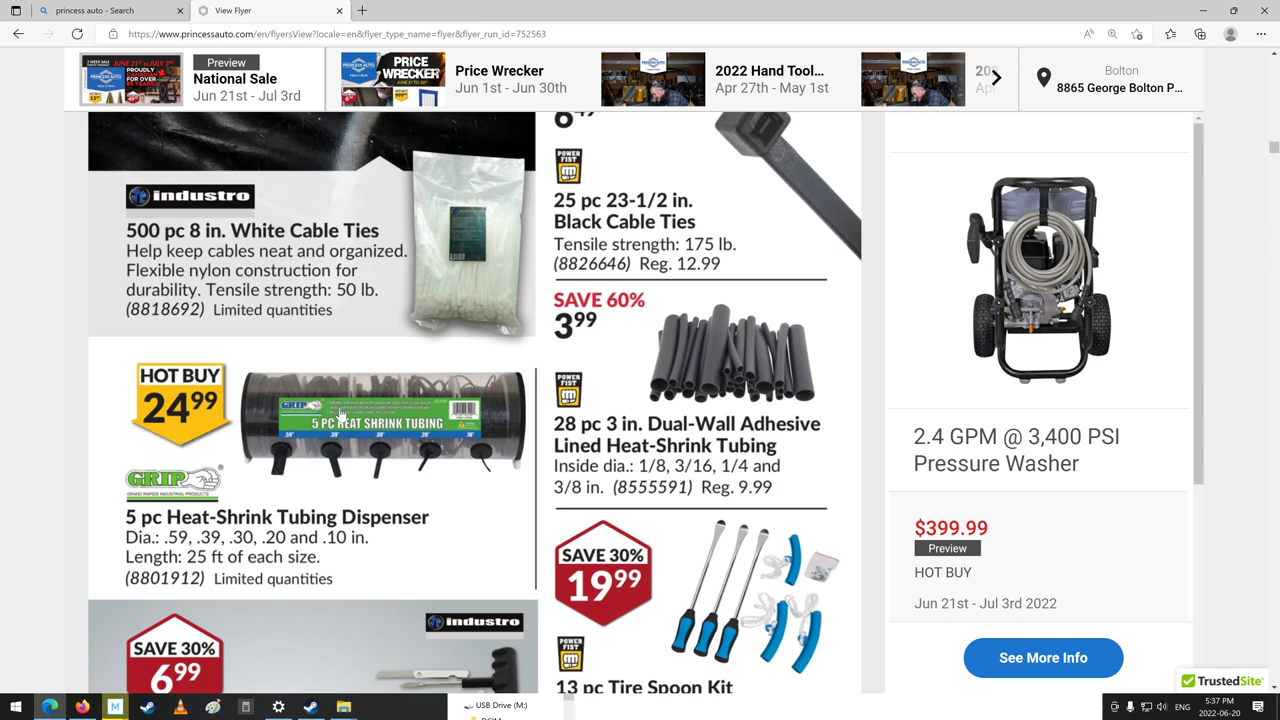 princess auto - Search
View Flyer
https://www.princessauto.com/en/flyersView?locale=en&flyer_type_name=flyer&flyer_run_id=752563
Preview
National Sale
Jun 21st - Jul 3rd
Price Wrecker
Jun 1st - Jun 30th
2022 Hand Tool...
Apr 27th - May 1st
8865 George Bolton P...
industro
500 pc 8 in. White Cable Ties
Help keep cables neat and organized.
Flexible nylon construction for
durability. Tensile strength: 50 lb.
(8818692) Limited quantities
HOT BUY
24.99
GRIP
5 PC HEAT SHRINK TUBING
GRIP
GRAND RAPIDS INDUSTRIAL PRODUCTS
5 pc Heat-Shrink Tubing Dispenser
Dia.: .59, .39, .30, .20 and .10 in.
Length: 25 ft of each size.
(8801912) Limited quantities
industro
SAVE 30%
6.99
POWER
FIST
25 pc 23-1/2 in.
Black Cable Ties
Tensile strength: 175 lb.
(8826646) Reg. 12.99
SAVE 60%
3.99
POWER
FIST
28 pc 3 in. Dual-Wall Adhesive
Lined Heat-Shrink Tubing
Inside dia.: 1/8, 3/16, 1/4 and
3/8 in. (8555591) Reg. 9.99
SAVE 30%
19.99
POWER
FIST
13 pc Tire Spoon Kit
2.4 GPM @ 3,400 PSI
Pressure Washer
$399.99
Preview
HOT BUY
Jun 21st - Jul 3rd 2022
See More Info
TrustedSite
USB Drive (M:)
ENG
5:37 PM
2022-06-20